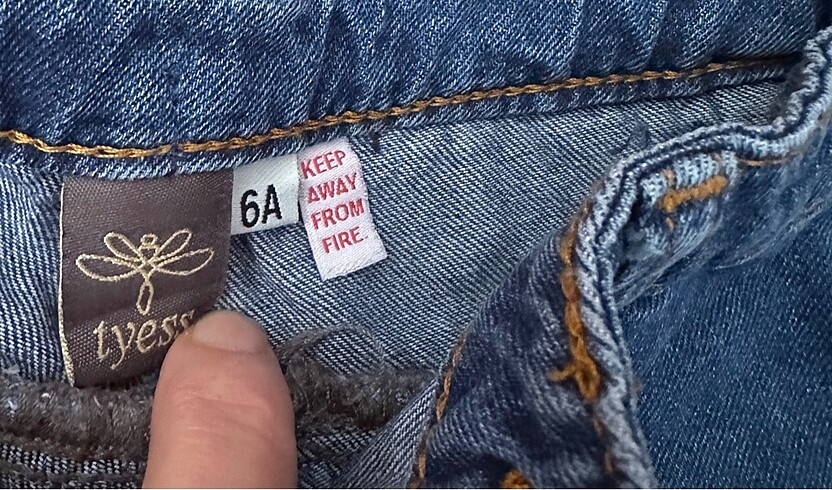 tyess
6A
KEEP
AWAY
FROM
FIRE.